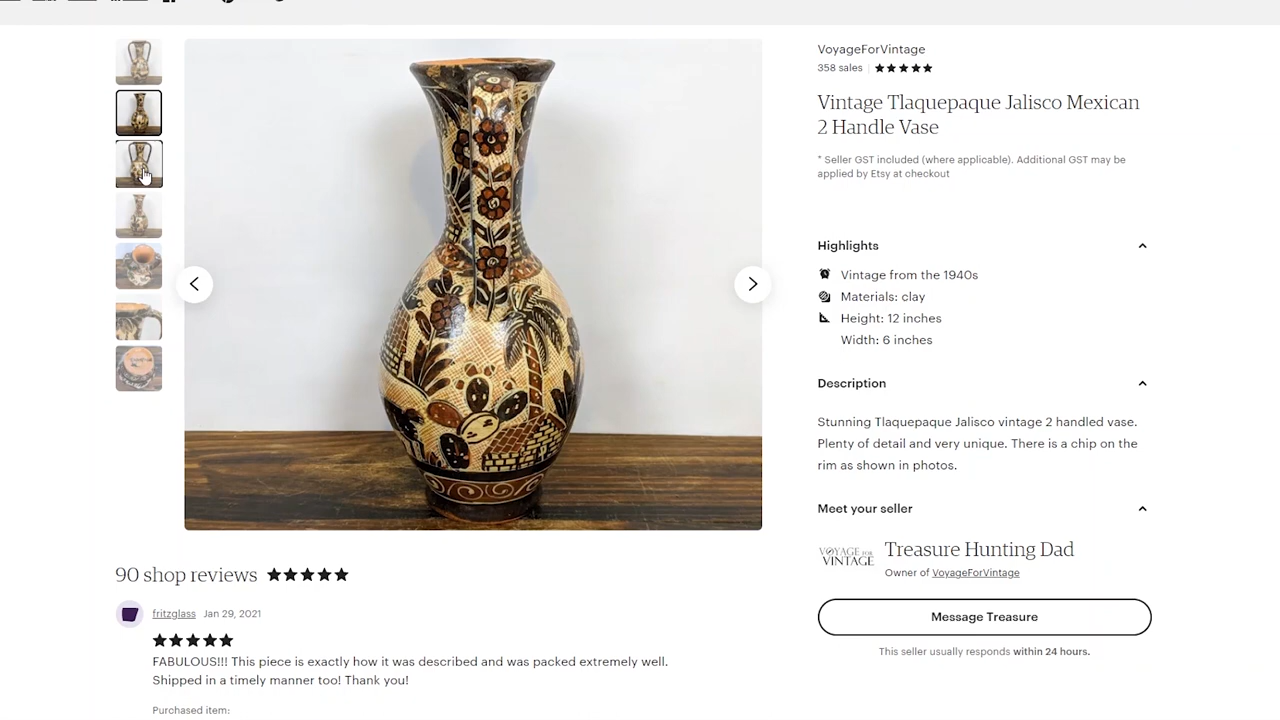 VoyageForVintage
358 sales
Vintage Tlaquepaque Jalisco Mexican
2 Handle Vase
* Seller GST included (where applicable). Additional GST may be
applied by Etsy at checkout
Highlights
Vintage from the 1940s
Materials: clay
Height: 12 inches
Width: 6 inches
Description
Stunning Tlaquepaque Jalisco vintage 2 handled vase.
Plenty of detail and very unique. There is a chip on the
rim as shown in photos.
Meet your seller
VOYAGE FOR
VINTAGE
Treasure Hunting Dad
Owner of VoyageForVintage
Message Treasure
This seller usually responds within 24 hours.
90 shop reviews
fritzglass Jan 29, 2021
FABULOUS!!! This piece is exactly how it was described and was packed extremely well.
Shipped in a timely manner too! Thank you!
Purchased item: